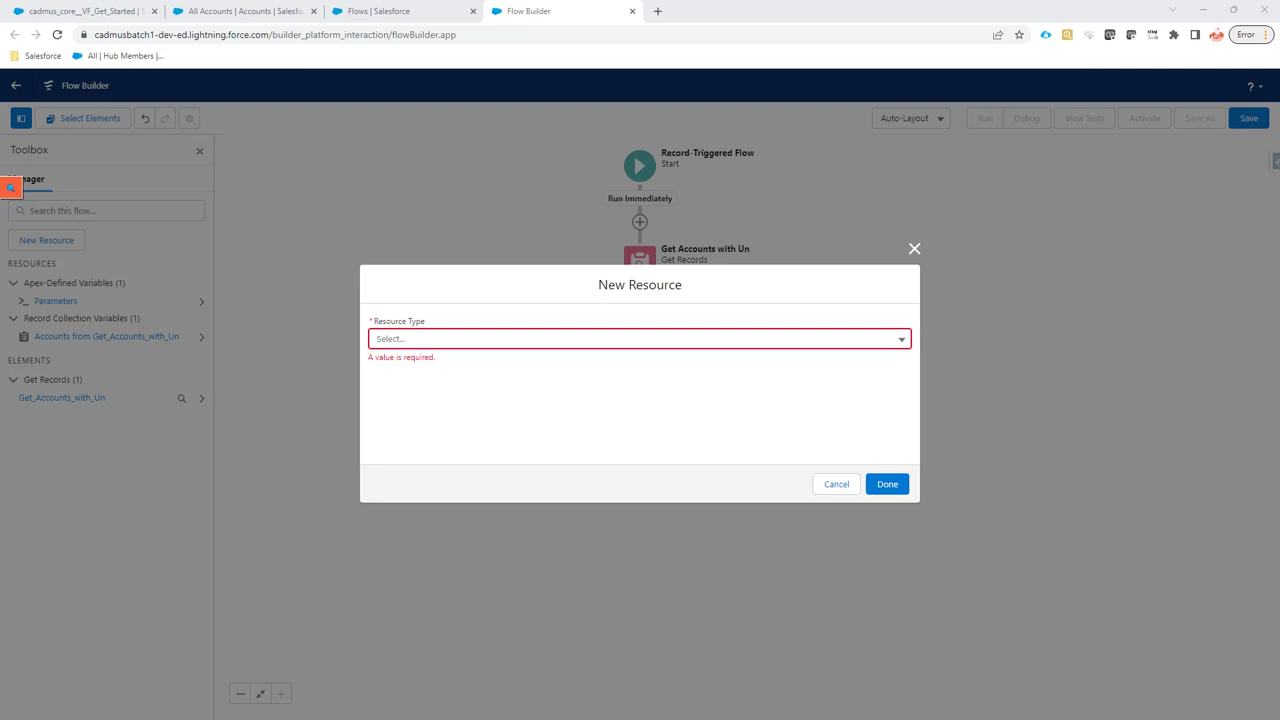 cadmus_core__VF_Get_Started | S
All Accounts | Accounts | Salesfo
Flows | Salesforce
Flow Builder
cadmusbatch1-dev-ed.lightning.force.com/builder_platform_interaction/flowBuilder.app
Error
Salesforce
All | Hub Members |...
Flow Builder
?
Select Elements
Auto-Layout
Run
Debug
View Tests
Activate
Save As
Save
Toolbox
Manager
Search this flow...
New Resource
RESOURCES
Apex-Defined Variables (1)
Parameters
Record Collection Variables (1)
Accounts from Get_Accounts_with_Un
ELEMENTS
Get Records (1)
Get_Accounts_with_Un
Record-Triggered Flow
Start
Run Immediately
Get Accounts with Un
Get Records
New Resource
* Resource Type
Select...
A value is required.
Cancel
Done